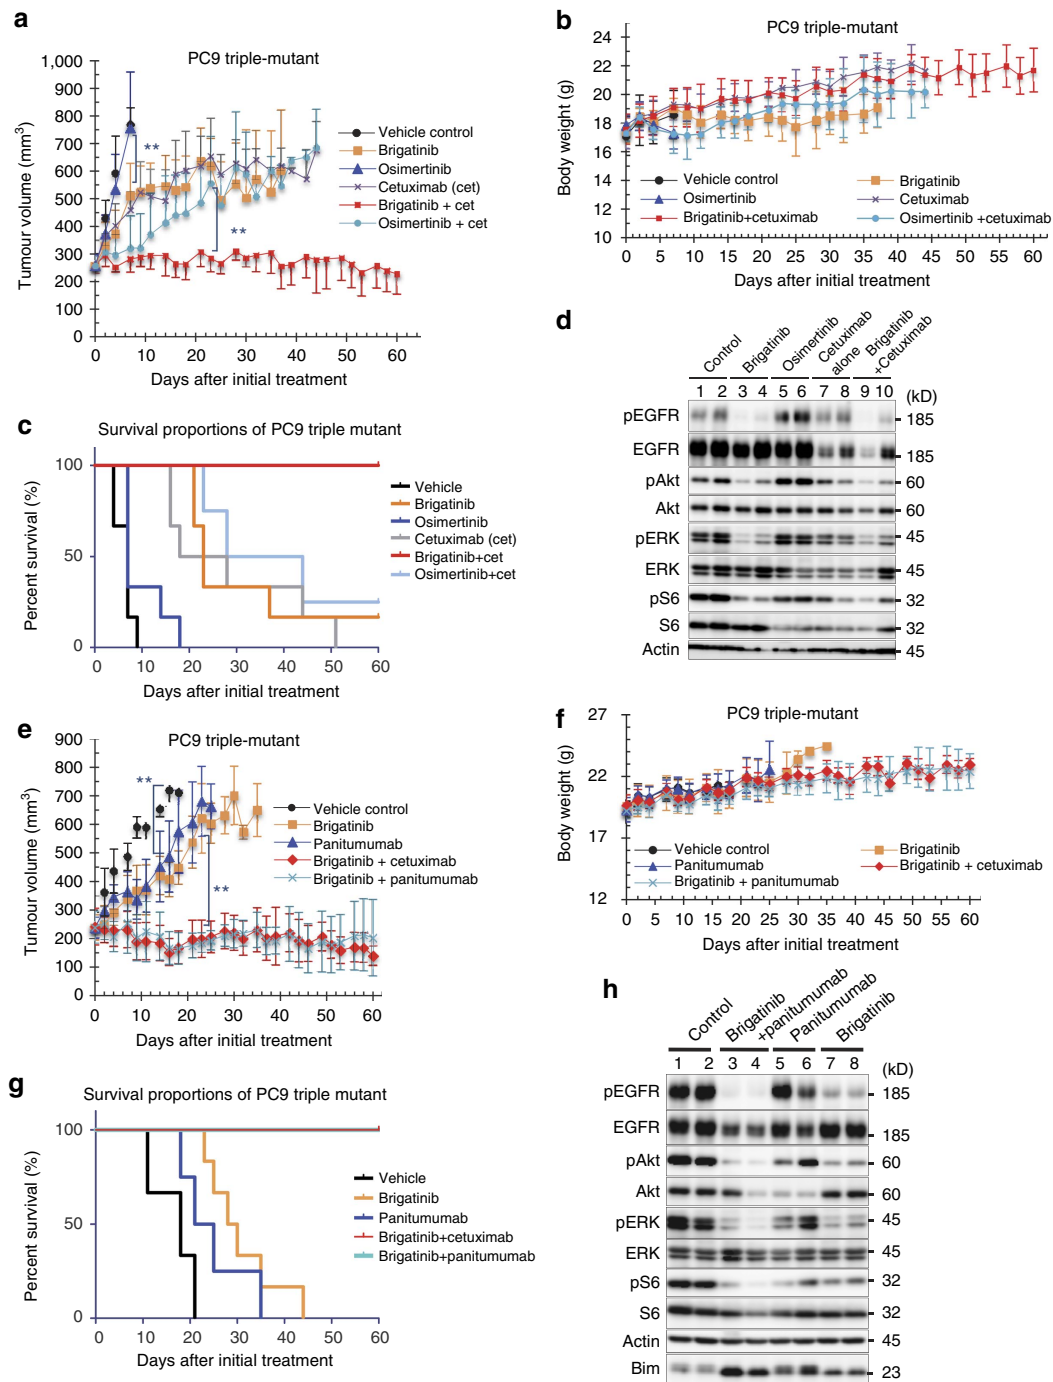 a
PC9 triple-mutant
Tumour volume (mm³)
1,000
900
800
700
600
500
400
300
200
100
0
**
**
0 10 20 30 40 50 60
Days after initial treatment
Vehicle control
Brigatinib
Osimertinib
Cetuximab (cet)
Brigatinib + cet
Osimertinib + cet
b
PC9 triple-mutant
Body weight (g)
24
22
20
18
16
14
12
10
Vehicle control
Brigatinib
Osimertinib
Cetuximab
Brigatinib+cetuximab
Osimertinib +cetuximab
0 5 10 15 20 25 30 35 40 45 50 55 60
Days after initial treatment
c
Survival proportions of PC9 triple mutant
Percent survival (%)
100
50
0
0 10 20 30 40 50 60
Days after initial treatment
Vehicle
Brigatinib
Osimertinib
Cetuximab (cet)
Brigatinib+cet
Osimertinib+cet
d
Control
Brigatinib
Osimertinib
Cetuximab
alone
Brigatinib
+Cetuximab
1 2 3 4 5 6 7 8 9 10 (kD)
pEGFR 185
EGFR 185
pAkt 60
Akt 60
pERK 45
ERK 45
pS6 32
S6 32
Actin 45
e
PC9 triple-mutant
Tumour volume (mm³)
900
800
700
600
500
400
300
200
100
0
**
**
0 10 20 30 40 50 60
Days after initial treatment
Vehicle control
Brigatinib
Panitumumab
Brigatinib + cetuximab
Brigatinib + panitumumab
f
PC9 triple-mutant
Body weight (g)
27
22
17
12
Vehicle control
Brigatinib
Panitumumab
Brigatinib + cetuximab
Brigatinib + panitumumab
0 5 10 15 20 25 30 35 40 45 50 55 60
Days after initial treatment
g
Survival proportions of PC9 triple mutant
Percent survival (%)
100
50
0
0 10 20 30 40 50 60
Days after initial treatment
Vehicle
Brigatinib
Panitumumab
Brigatinib+cetuximab
Brigatinib+panitumumab
h
Control
Brigatinib
+panitumumab
Panitumumab
Brigatinib
1 2 3 4 5 6 7 8 (kD)
pEGFR 185
EGFR 185
pAkt 60
Akt 60
pERK 45
ERK 45
pS6 32
S6 32
Actin 45
Bim 23